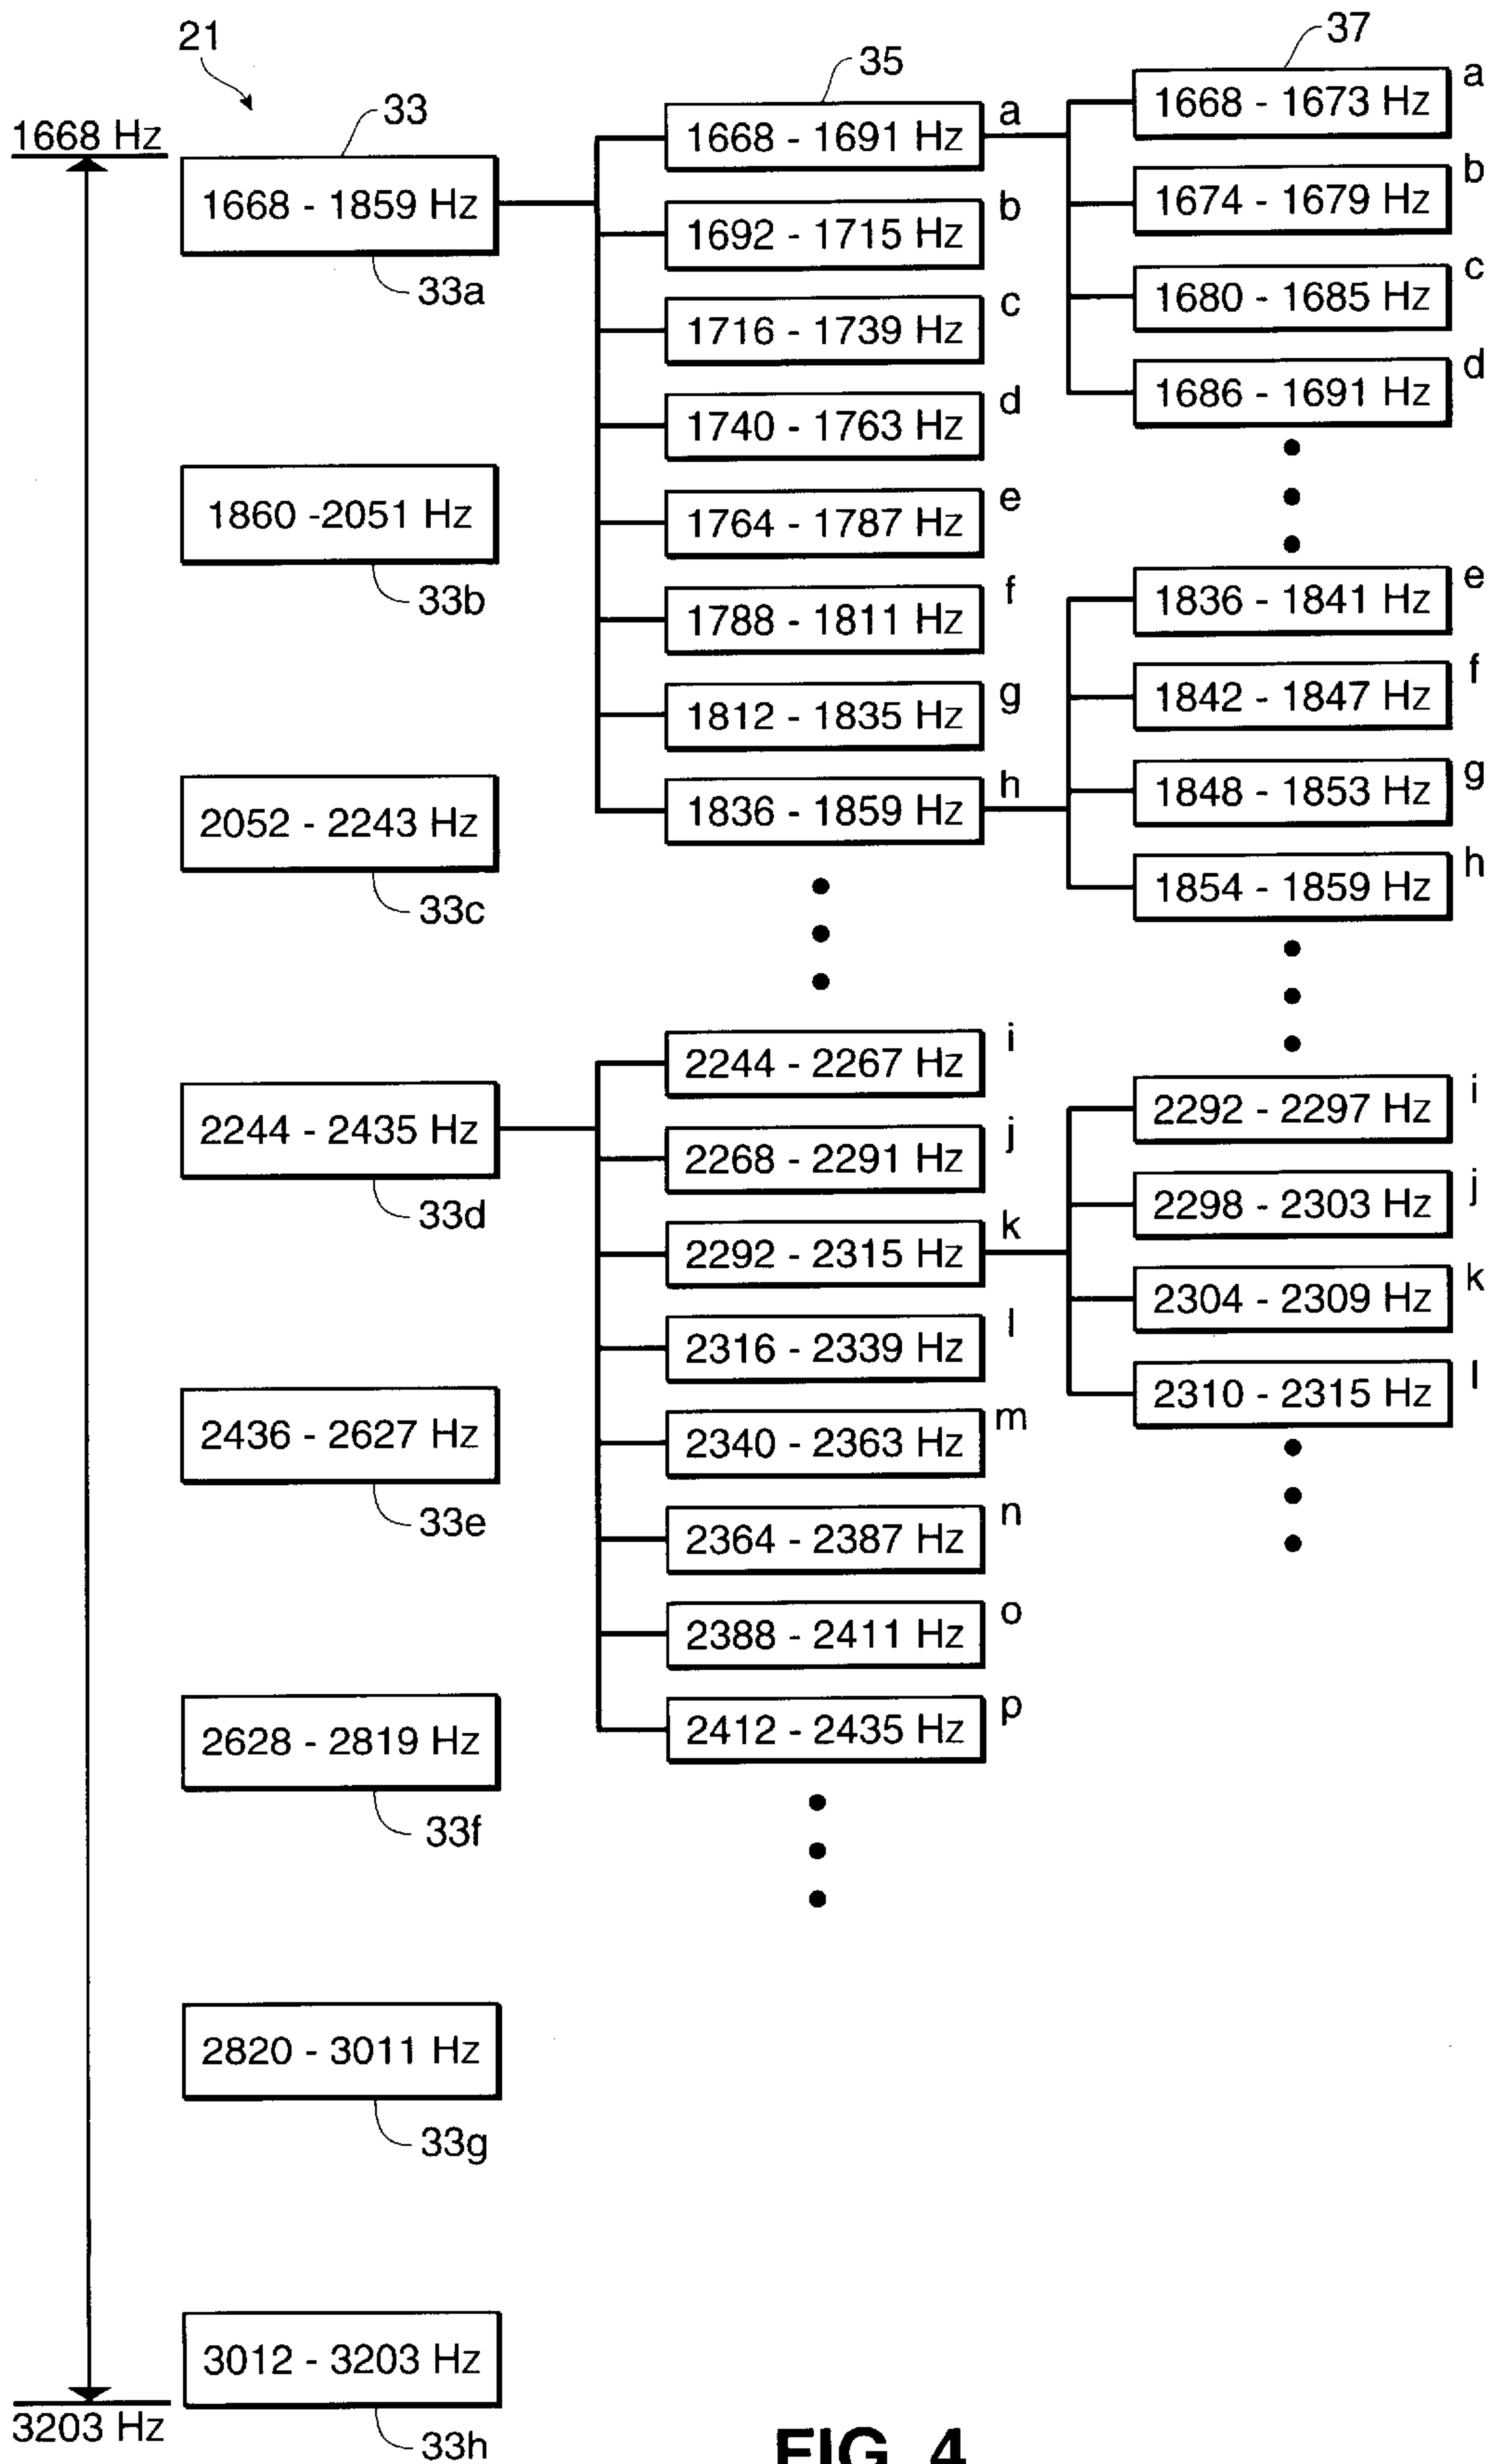 21
1668 Hz
33
1668 - 1859 Hz
33a
1860 -2051 Hz
33b
2052 - 2243 Hz
33c
2244 - 2435 Hz
33d
2436 - 2627 Hz
33e
2628 - 2819 Hz
33f
2820 - 3011 Hz
33g
3012 - 3203 Hz
33h
3203 Hz
35
1668 - 1691 Hz a
1692 - 1715 Hz b
1716 - 1739 Hz c
1740 - 1763 Hz d
1764 - 1787 Hz e
1788 - 1811 Hz f
1812 - 1835 Hz g
1836 - 1859 Hz h
2244 - 2267 Hz i
2268 - 2291 Hz j
2292 - 2315 Hz k
2316 - 2339 Hz l
2340 - 2363 Hz m
2364 - 2387 Hz n
2388 - 2411 Hz o
2412 - 2435 Hz p
37
1668 - 1673 Hz a
1674 - 1679 Hz b
1680 - 1685 Hz c
1686 - 1691 Hz d
1836 - 1841 Hz e
1842 - 1847 Hz f
1848 - 1853 Hz g
1854 - 1859 Hz h
2292 - 2297 Hz i
2298 - 2303 Hz j
2304 - 2309 Hz k
2310 - 2315 Hz l
FIG. 4